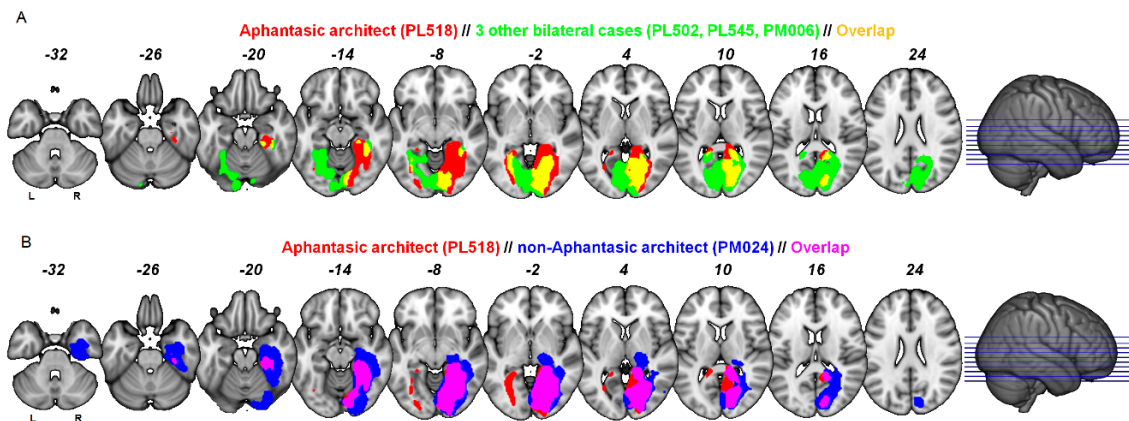 A
Aphantasic architect (PL518) // 3 other bilateral cases (PL502, PL545, PM006) // Overlap
-32 -26 -20 -14 -8 -2 4 10 16 24
L R
B
Aphantasic architect (PL518) // non-Aphantasic architect (PM024) // Overlap
-32 -26 -20 -14 -8 -2 4 10 16 24
L R